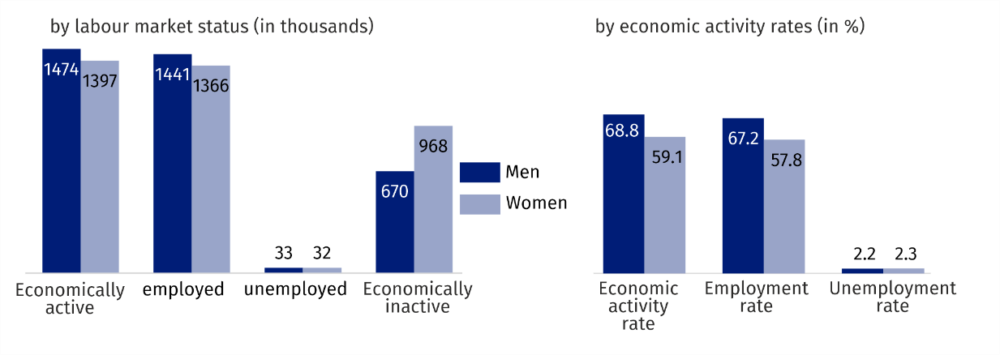 by labour market status (in thousands)
1474
1397
1441
1366
33
32
670
968
Economically
active
employed
unemployed
Economically
inactive
Men
Women
by economic activity rates (in %)
68.8
59.1
67.2
57.8
2.2
2.3
Economic
activity
rate
Employment
rate
Unemployment
rate